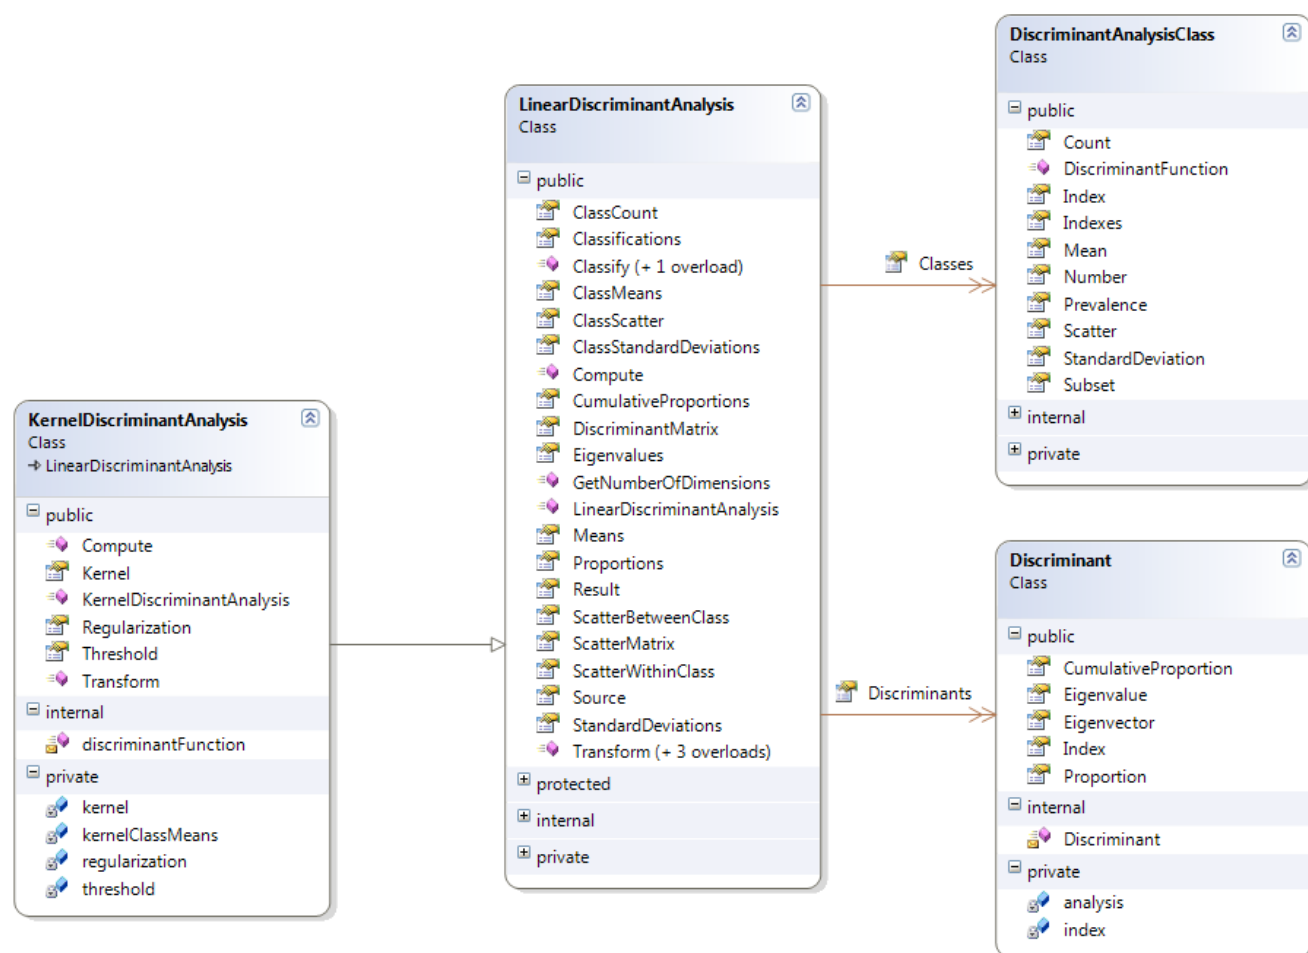 KernelDiscriminantAnalysis
Class
LinearDiscriminantAnalysis
public
Compute
Kernel
KernelDiscriminantAnalysis
Regularization
Threshold
Transform
internal
discriminantFunction
private
kernel
kernelClassMeans
regularization
threshold
LinearDiscriminantAnalysis
Class
public
ClassCount
Classifications
Classify (+ 1 overload)
ClassMeans
ClassScatter
ClassStandardDeviations
Compute
CumulativeProportions
DiscriminantMatrix
Eigenvalues
GetNumberOfDimensions
LinearDiscriminantAnalysis
Means
Proportions
Result
ScatterBetweenClass
ScatterMatrix
ScatterWithinClass
Source
StandardDeviations
Transform (+ 3 overloads)
protected
internal
private
Classes
Discriminants
DiscriminantAnalysisClass
Class
public
Count
DiscriminantFunction
Index
Indexes
Mean
Number
Prevalence
Scatter
StandardDeviation
Subset
internal
private
Discriminant
Class
public
CumulativeProportion
Eigenvalue
Eigenvector
Index
Proportion
internal
Discriminant
private
analysis
index